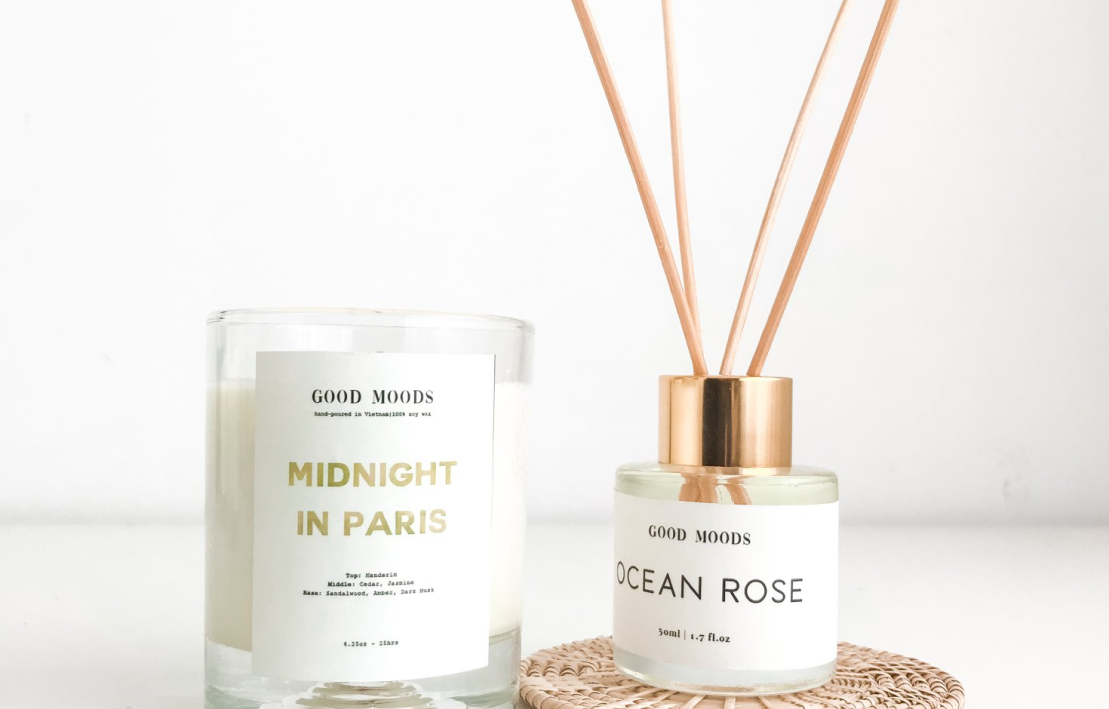 GOOD MOODS
hand-poured in Vietnam|100% soy wax
MIDNIGHT
IN PARIS
Top: Mandarin
Middle: Cedar, Jasmine
Base: Sandalwood, Amber, Dark Musk
4.25oz - 25hrs
GOOD MOODS
OCEAN ROSE
50ml | 1.7 fl.oz